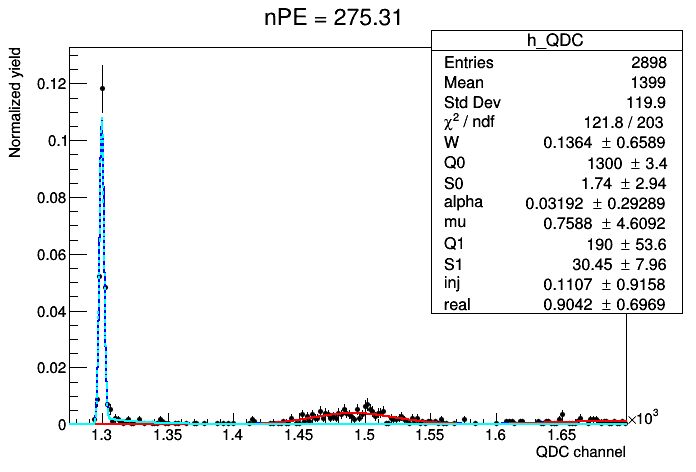 nPE = 275.31
h_QDC
Entries 2898
Mean 1399
Std Dev 119.9
χ² / ndf 121.8 / 203
W 0.1364 ± 0.6589
Q0 1300 ± 3.4
S0 1.74 ± 2.94
alpha 0.03192 ± 0.29289
mu 0.7588 ± 4.6092
Q1 190 ± 53.6
S1 30.45 ± 7.96
inj 0.1107 ± 0.9158
real 0.9042 ± 0.6969
Normalized yield
0.12
0.1
0.08
0.06
0.04
0.02
0
1.3 1.35 1.4 1.45 1.5 1.55 1.6 1.65 ×10³
QDC channel